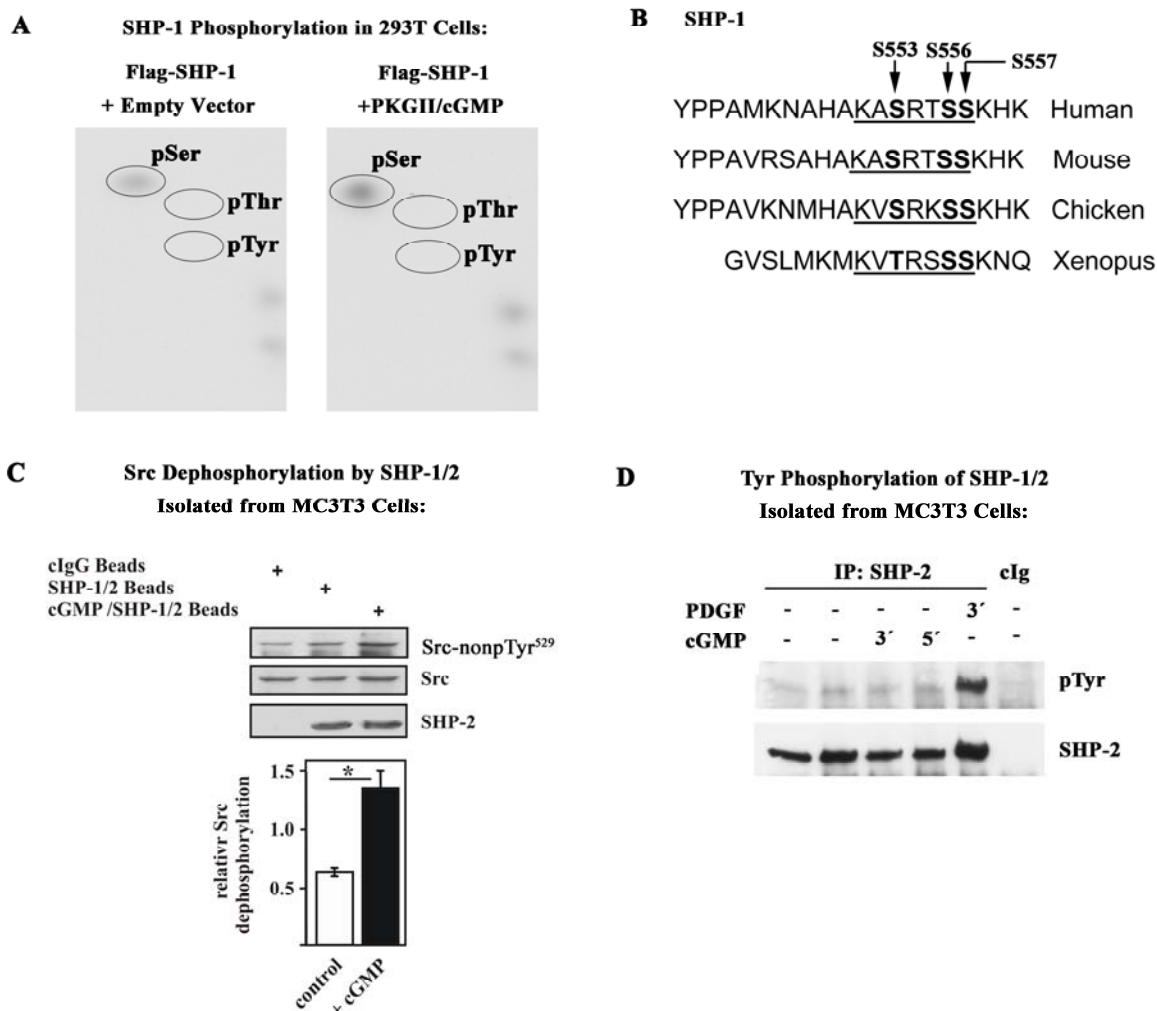 A
SHP-1 Phosphorylation in 293T Cells:
Flag-SHP-1
+ Empty Vector
Flag-SHP-1
+PKGII/cGMP
pSer
pThr
pTyr
pSer
pThr
pTyr
B SHP-1
S553 S556 S557
YPPAMKNAHAKASRTSSKHK Human
YPPAVRSAHAKASRTSSKHK Mouse
YPPAVKNMHAKVSRKSSKHK Chicken
GVSLMKMKVTRSSSKNQ Xenopus
C Src Dephosphorylation by SHP-1/2
Isolated from MC3T3 Cells:
cIgG Beads +
SHP-1/2 Beads +
cGMP /SHP-1/2 Beads +
Src-nonpTyr529
Src
SHP-2
relativr Src
dephosphorylation
1.5
1.0
0.5
*
control
+ cGMP
D Tyr Phosphorylation of SHP-1/2
Isolated from MC3T3 Cells:
IP: SHP-2 cIg
PDGF - - - - 3´ -
cGMP - - 3´ 5´ - -
pTyr
SHP-2